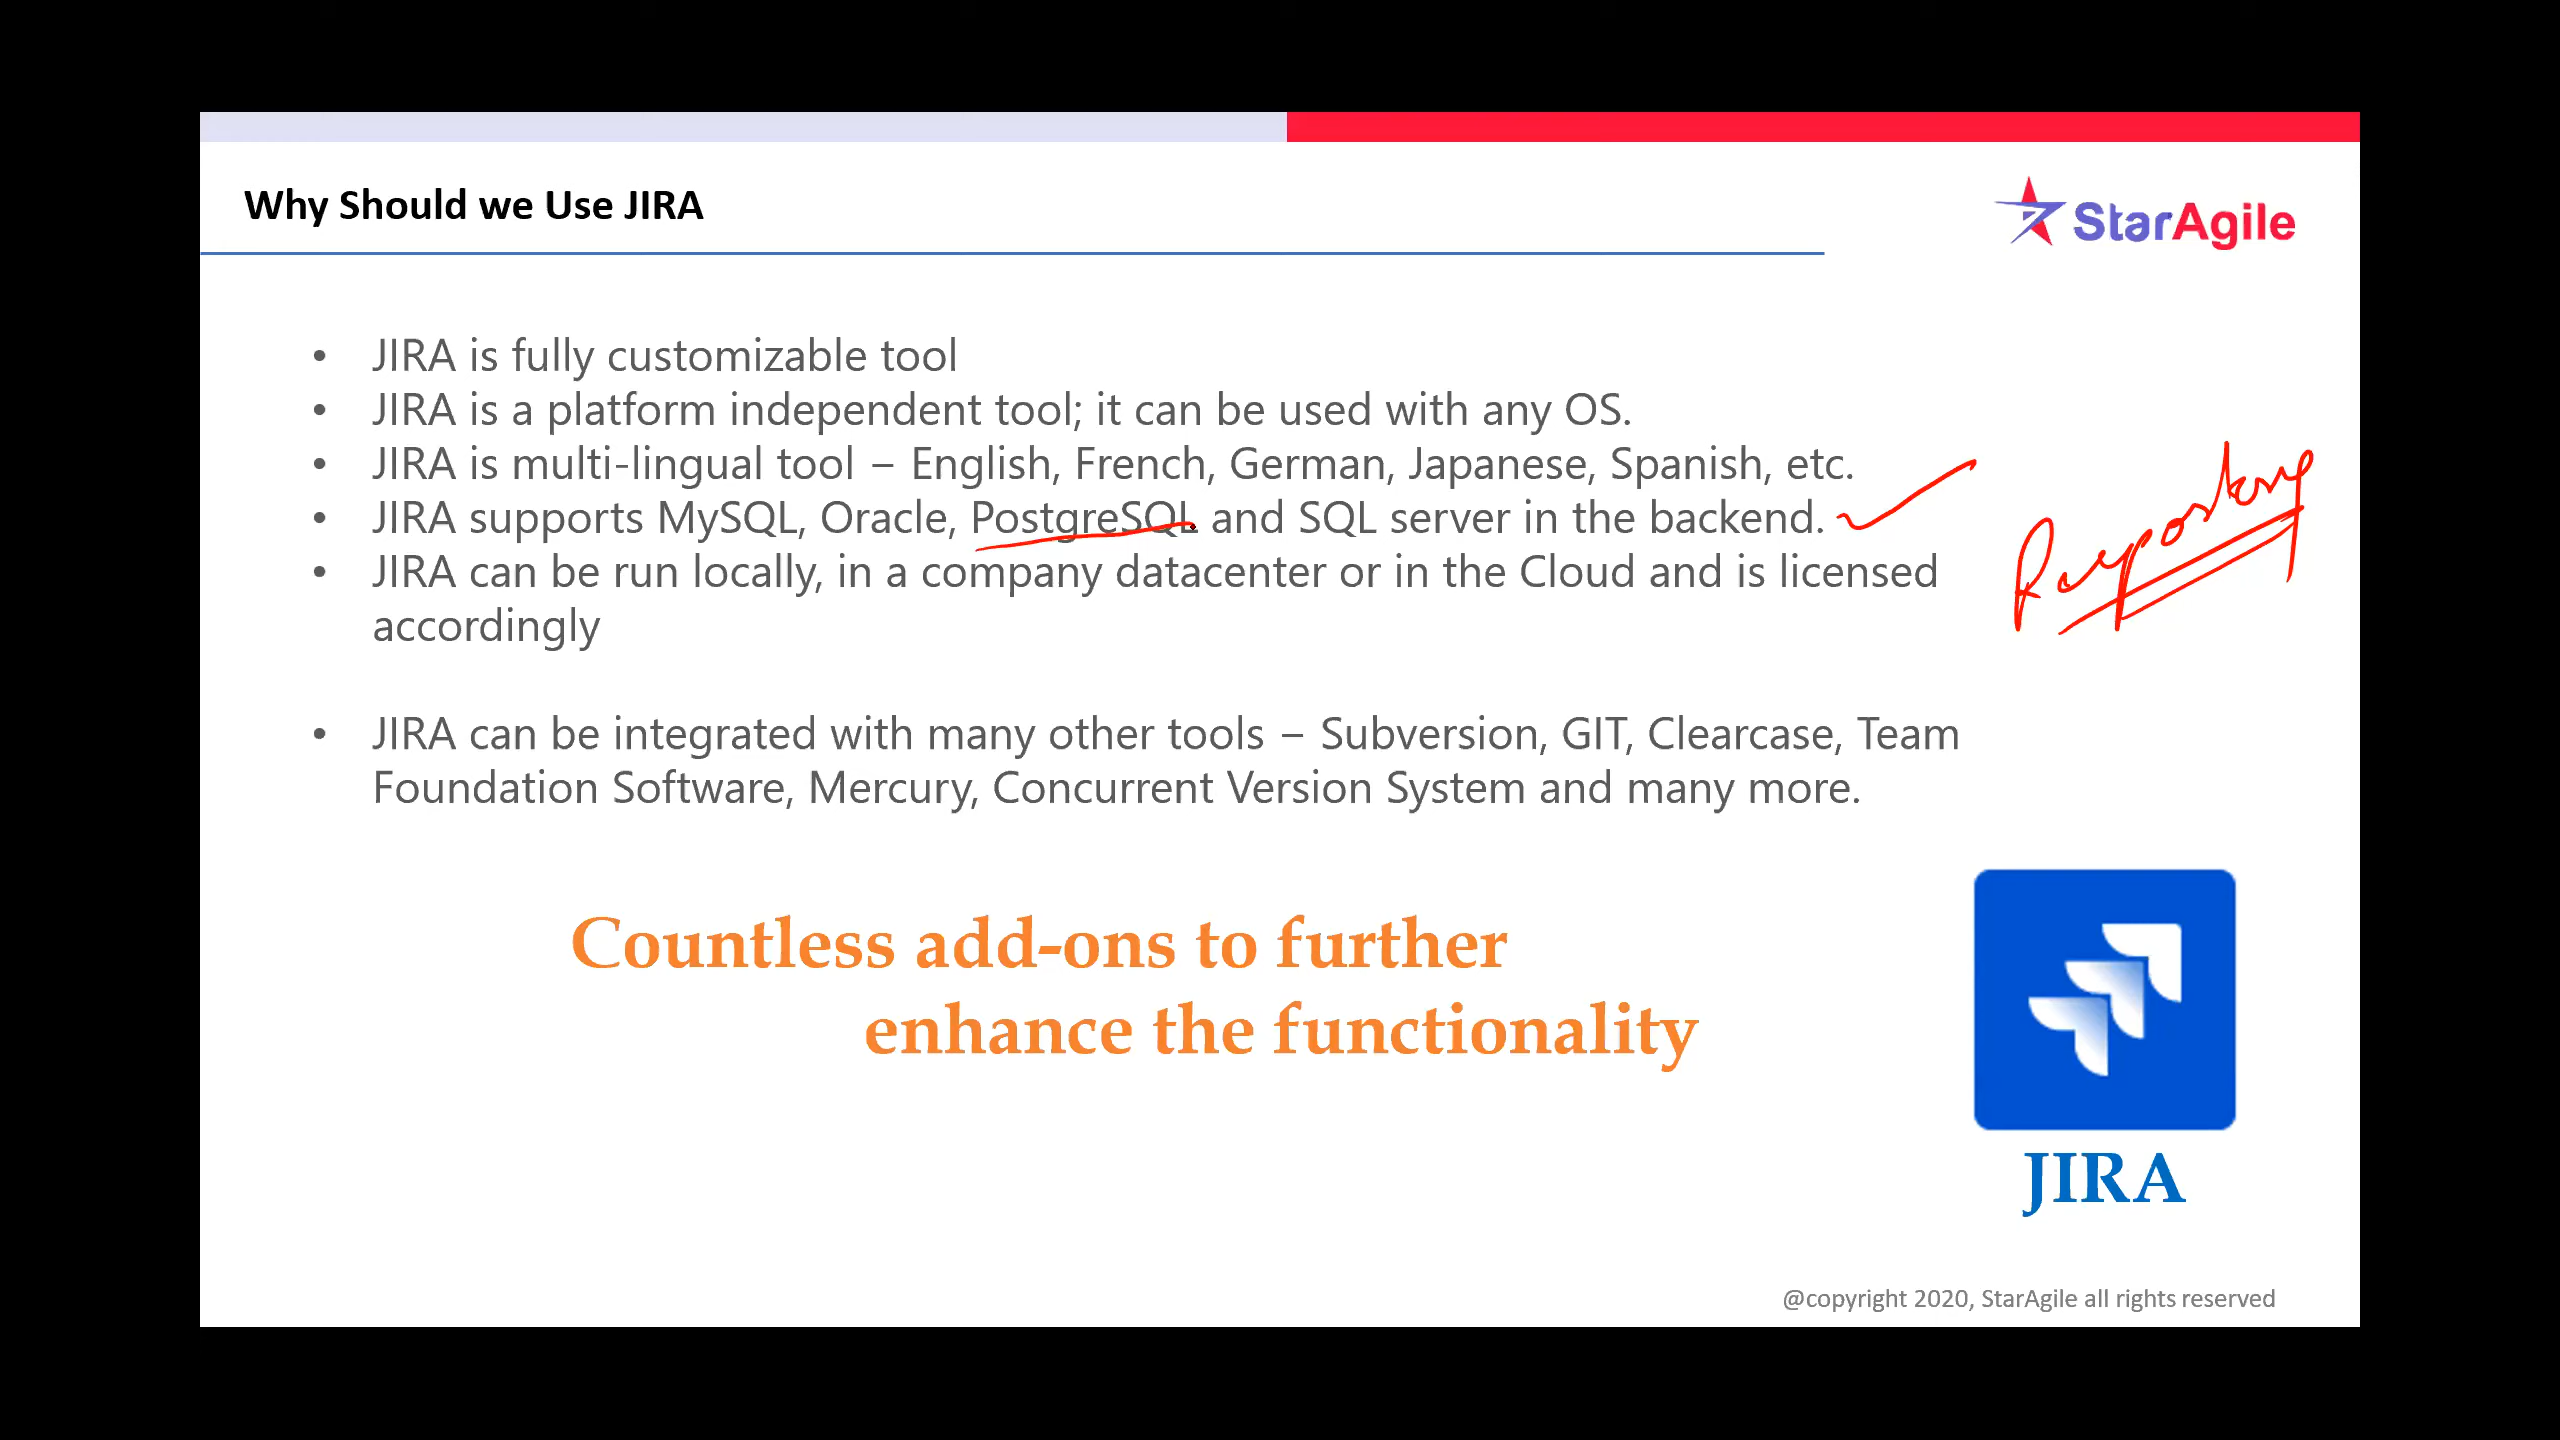 Why Should we Use JIRA
StarAgile
• JIRA is fully customizable tool
• JIRA is a platform independent tool; it can be used with any OS.
• JIRA is multi-lingual tool – English, French, German, Japanese, Spanish, etc.
• JIRA supports MySQL, Oracle, PostgreSQL and SQL server in the backend.
• JIRA can be run locally, in a company datacenter or in the Cloud and is licensed
accordingly
Reporting
• JIRA can be integrated with many other tools – Subversion, GIT, Clearcase, Team
Foundation Software, Mercury, Concurrent Version System and many more.
Countless add-ons to further
enhance the functionality
JIRA
@copyright 2020, StarAgile all rights reserved